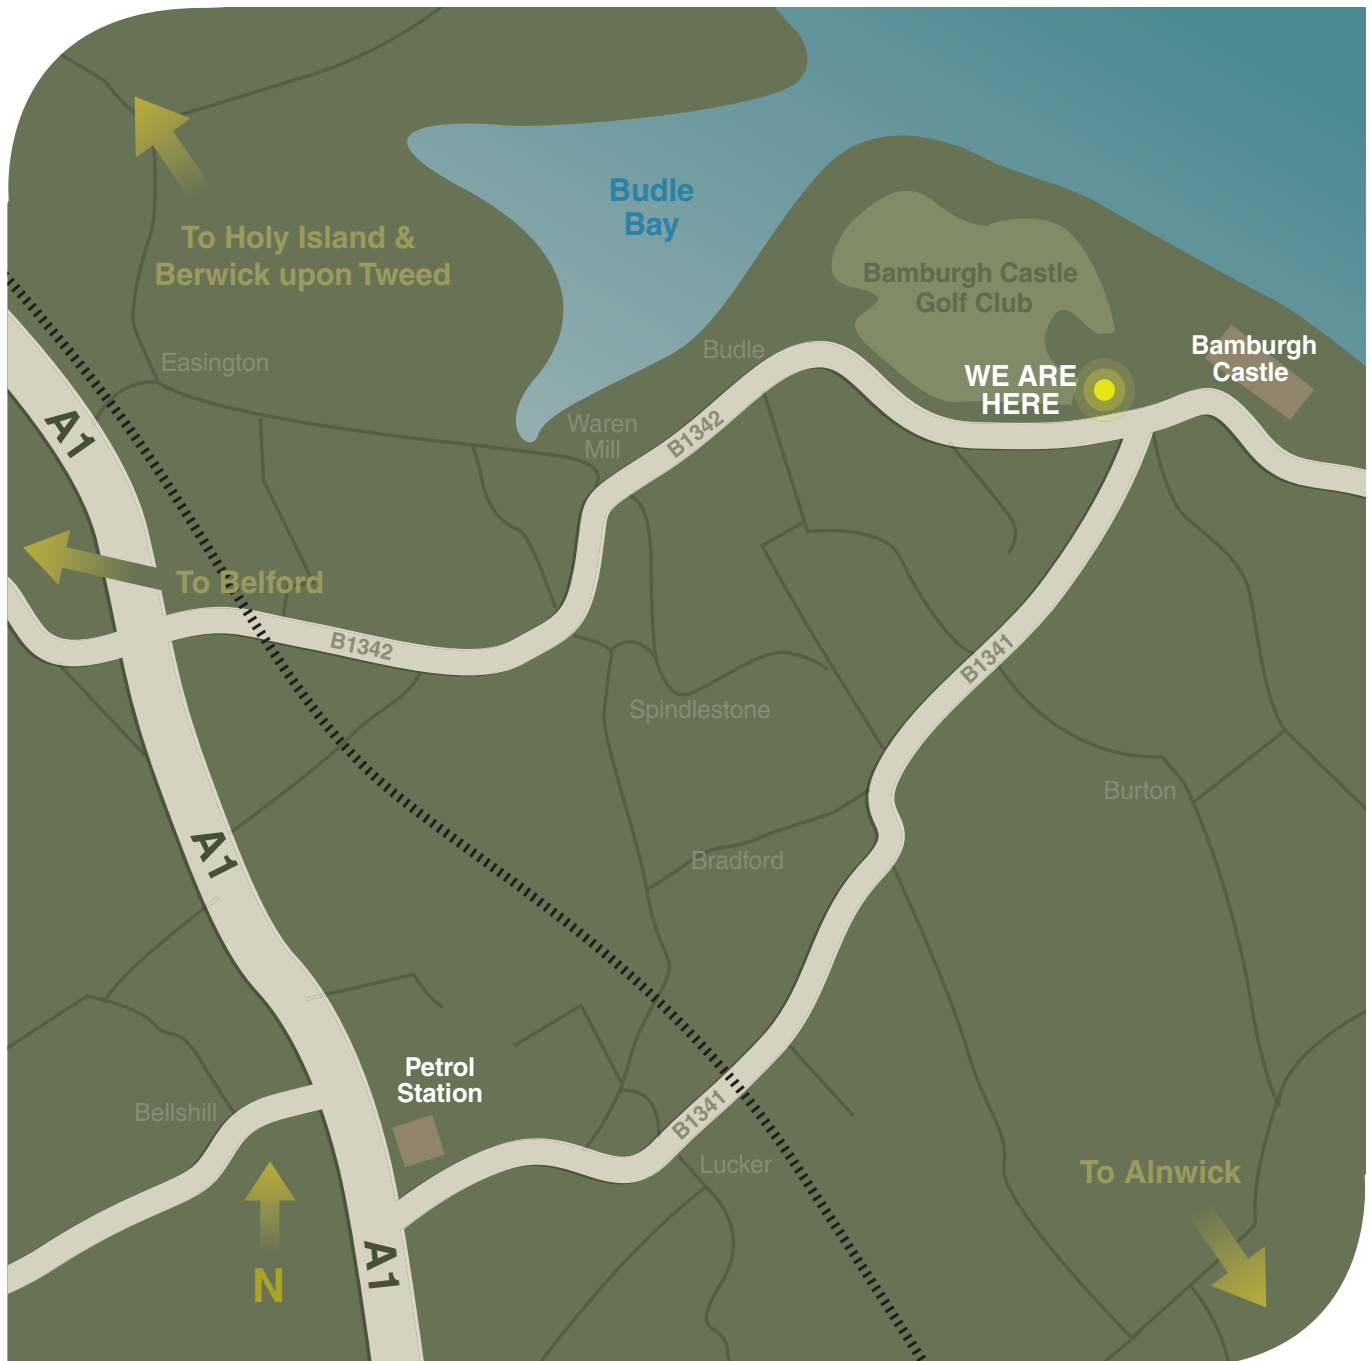 Budle
Bay
To Holy Island &
Berwick upon Tweed
Bamburgh Castle
Golf Club
Easington
Budle
Bamburgh
Castle
WE ARE
HERE
A1
Waren
Mill
B1342
To Belford
B1342
B1341
Spindlestone
Burton
A1
Bradford
Petrol
Station
Bellshill
B1341
Lucker
To Alnwick
A1
N